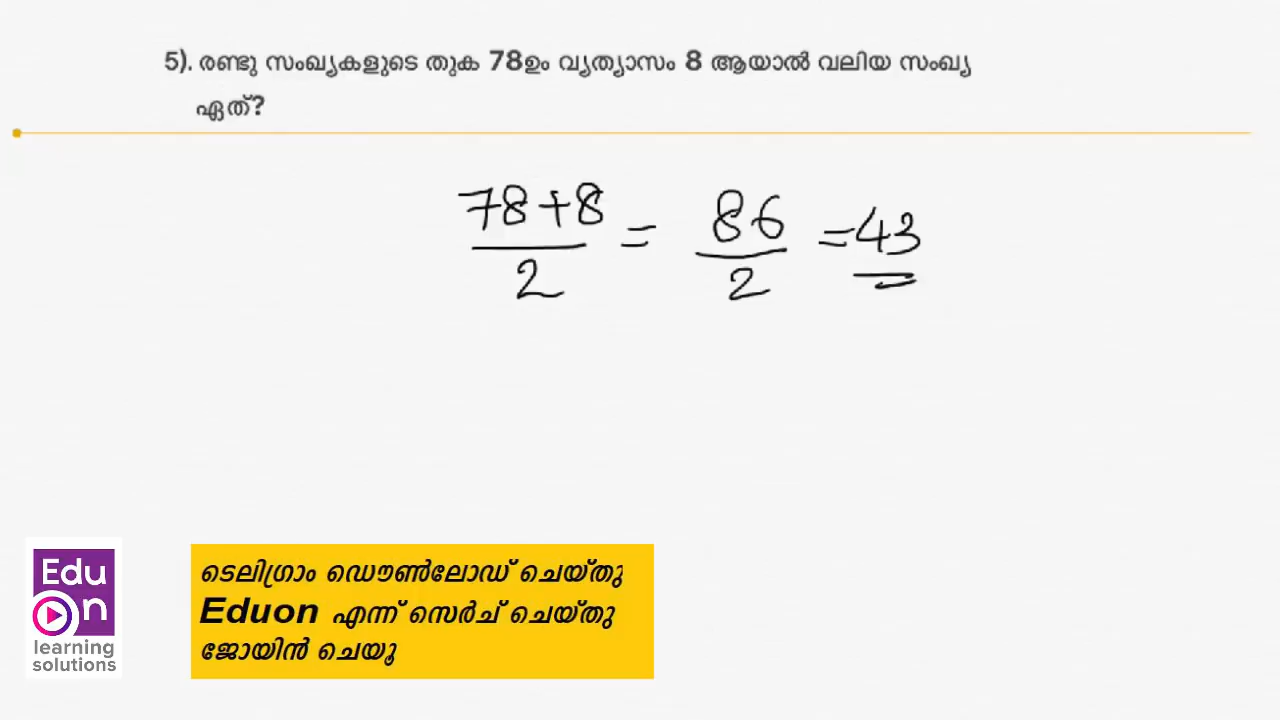 5). രണ്ടു സംഖ്യകളുടെ തുക 78ഉം വ്യത്യാസം 8 ആയാൽ വലിയ സംഖ്യ
ഏത്?
78+8 / 2 = 86 / 2 = 43
Edu
n
learning
solutions
ടെലിഗ്രാം ഡൌൺലോഡ് ചെയ്തു
Eduon എന്ന് സെർച് ചെയ്തു
ജോയിൻ ചെയൂ